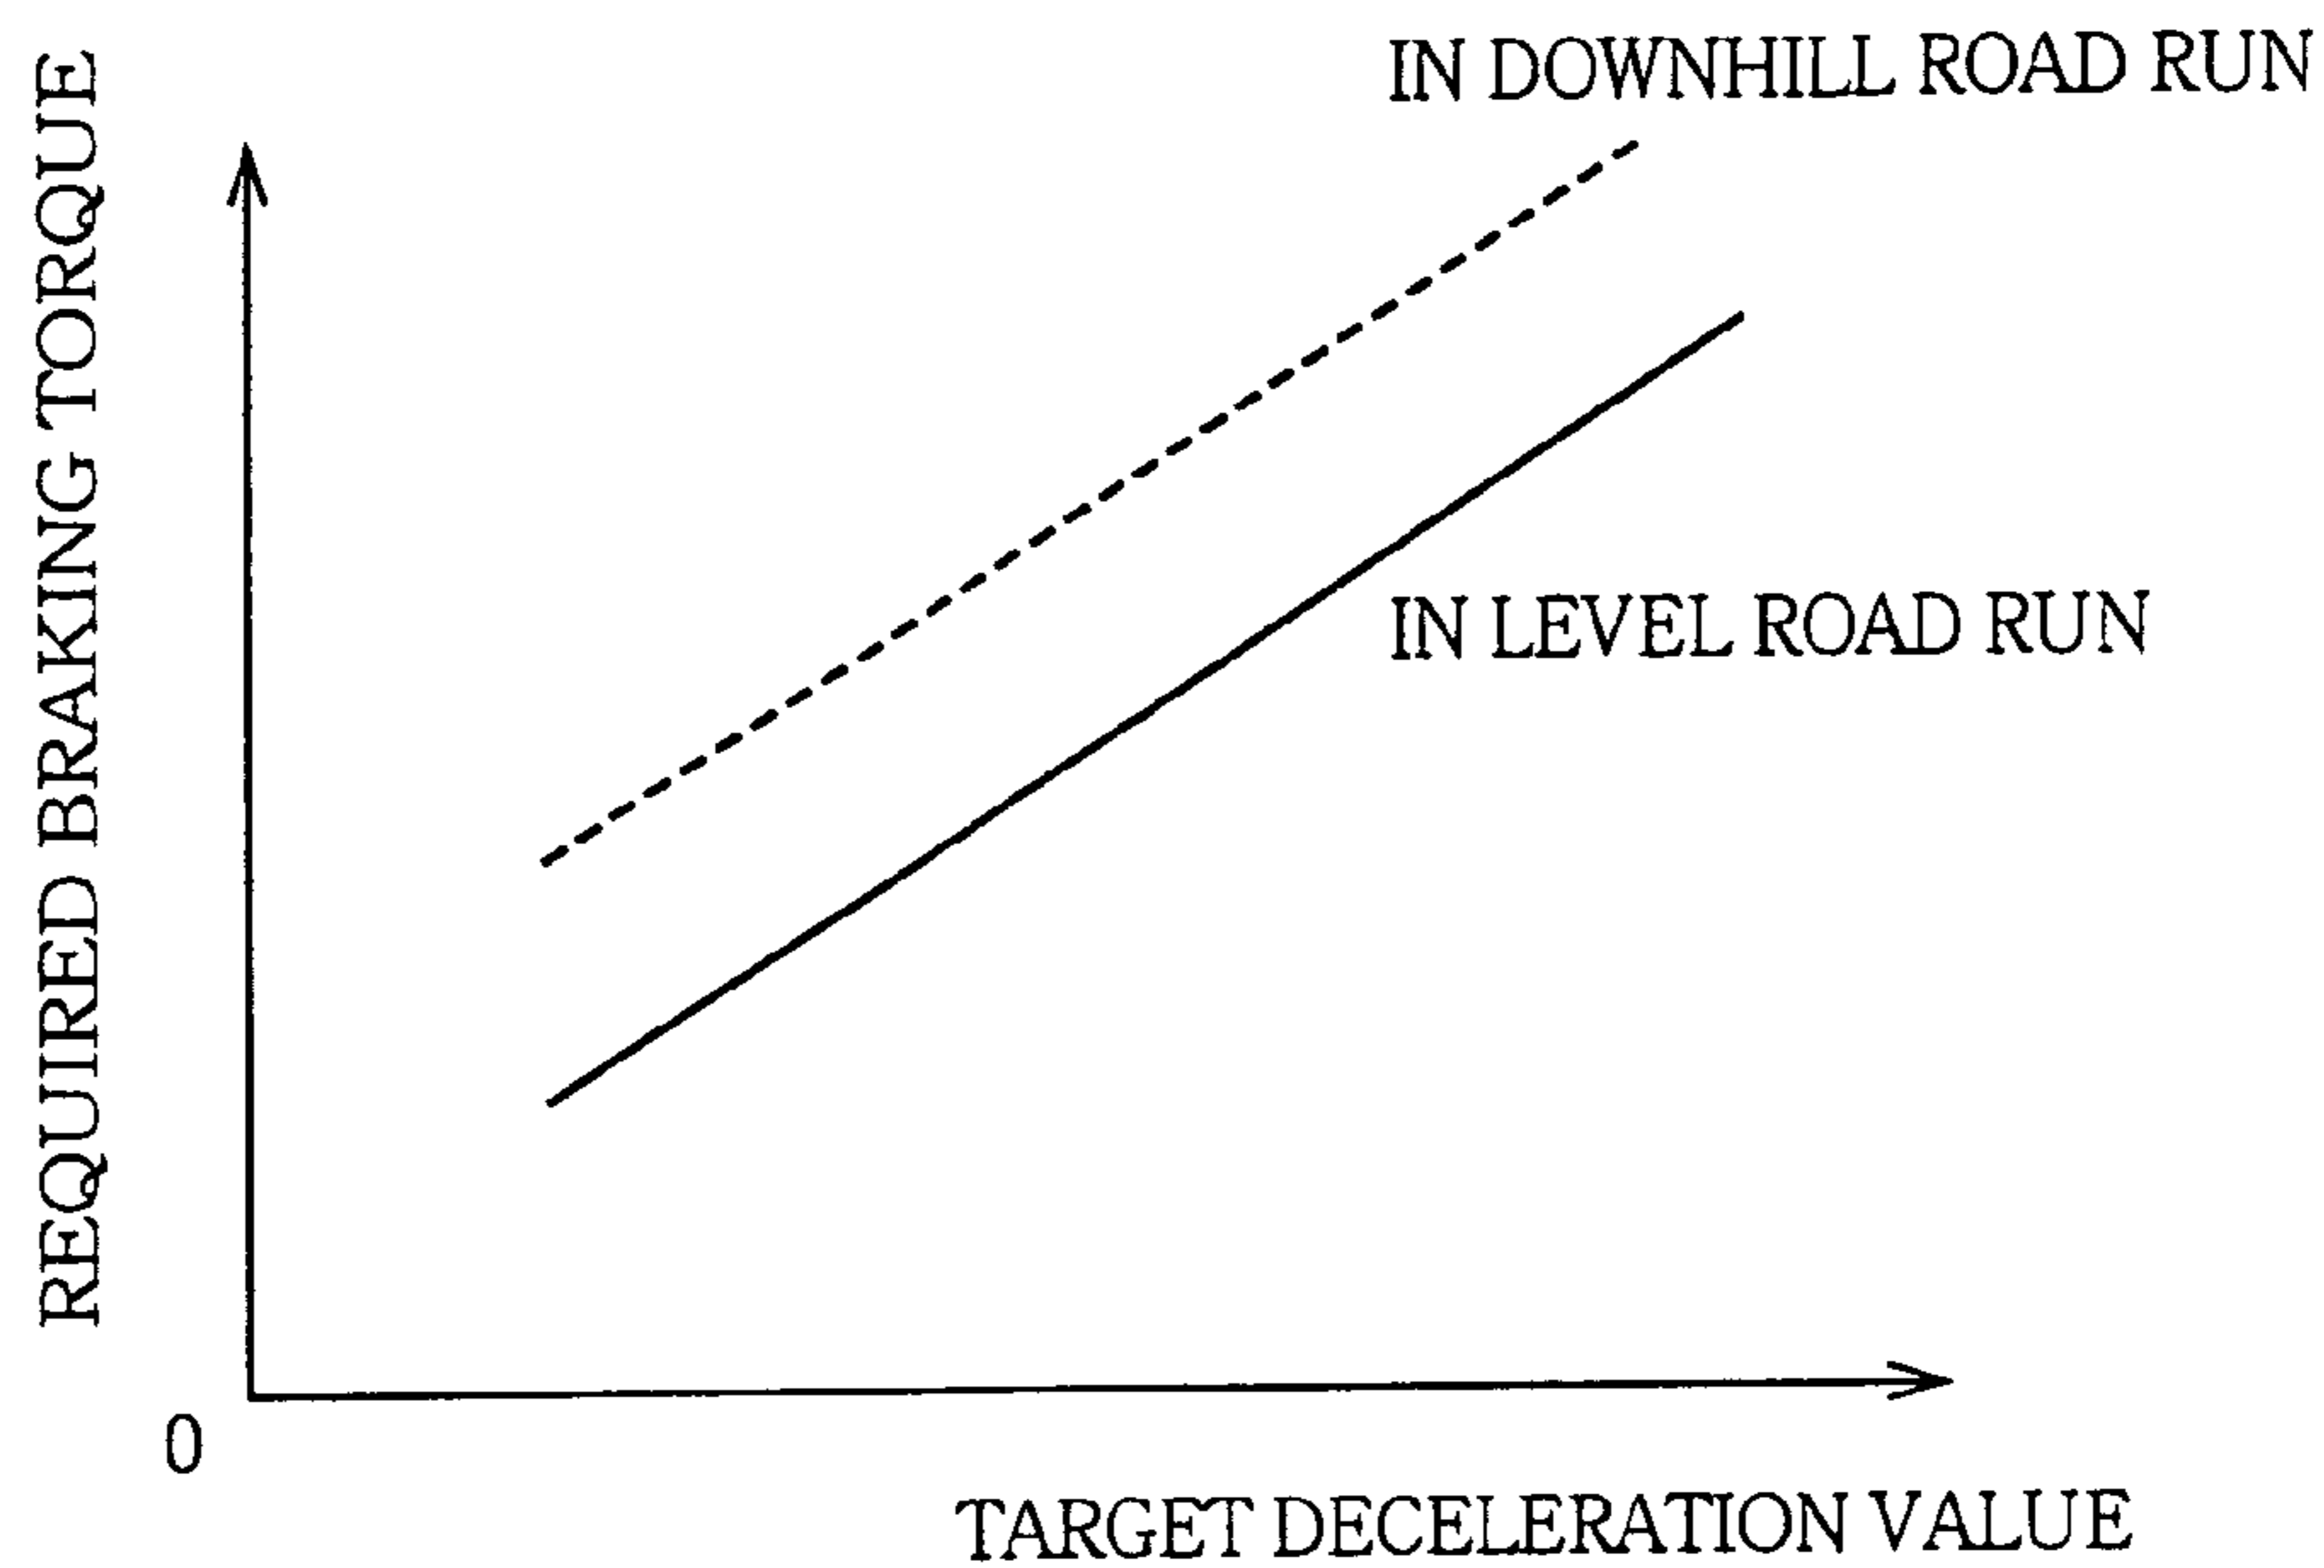 IN DOWNHILL ROAD RUN
REQUIRED BRAKING TORQUE
IN LEVEL ROAD RUN
0
TARGET DECELERATION VALUE